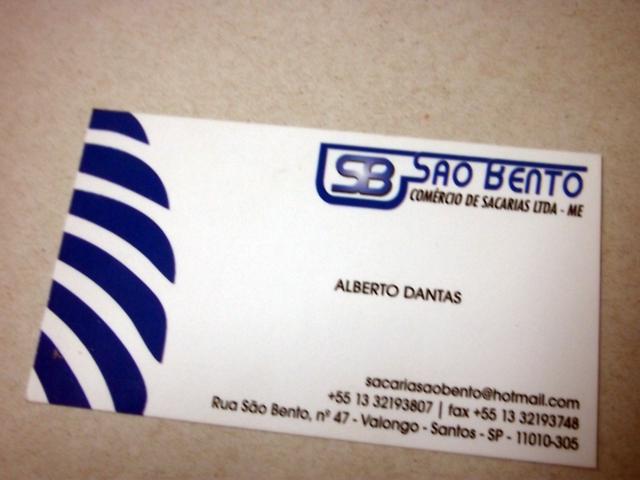 SB SÃO BENTO
COMÉRCIO DE SACARIAS LTDA - ME
ALBERTO DANTAS
sacariasaobento@hotmail.com
+55 13 32193807 | fax +55 13 32193748
Rua São Bento, nº 47 - Valongo - Santos - SP - 11010-305